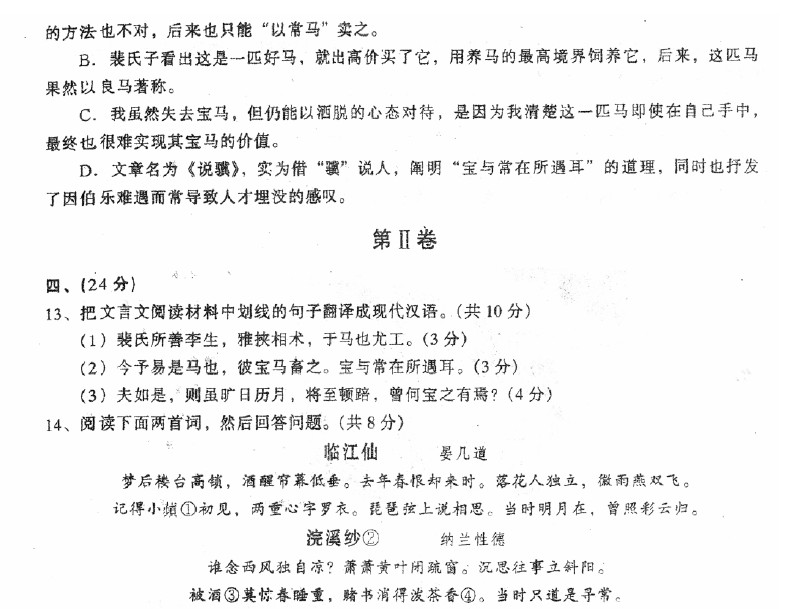 的方法也不对，后来也只能“以常马”卖之。
B．裴氏子看出这是一匹好马，就出高价买了它，用养马的最高境界饲养它，后来，这匹马
果然以良马著称。
C．我虽然失去宝马，但仍能以洒脱的心态对待，是因为我清楚这一匹马即使在自己手中，
最终也很难实现其宝马的价值。
D．文章名为《说骥》，实为借“骥”说人，阐明“宝与常在所遇耳”的道理，同时也抒发
了因伯乐难遇而常导致人才埋没的感叹。
第Ⅱ卷
四、（24 分）
13、把文言文阅读材料中划线的句子翻译成现代汉语。（共 10 分）
（1）裴氏所善李生，雅挟相术，于马也尤工。（3 分）
（2）今予易是马也，彼宝马畜之。宝与常在所遇耳。（3 分）
（3）夫如是，则虽旷日历月，将至顿踣，曾何宝之有焉？（4 分）
14、阅读下面两首词，然后回答问题。（共 8 分）
临江仙 晏几道
梦后楼台高锁，酒醒帘幕低垂。去年春恨却来时。落花人独立，微雨燕双飞。
记得小蘋①初见，两重心字罗衣。琵琶弦上说相思。当时明月在，曾照彩云归。
浣溪纱② 纳兰性德
谁念西风独自凉？萧萧黄叶闭疏窗。沉思往事立斜阳。
被酒③莫惊春睡重，赌书消得泼茶香④。当时只道是寻常。